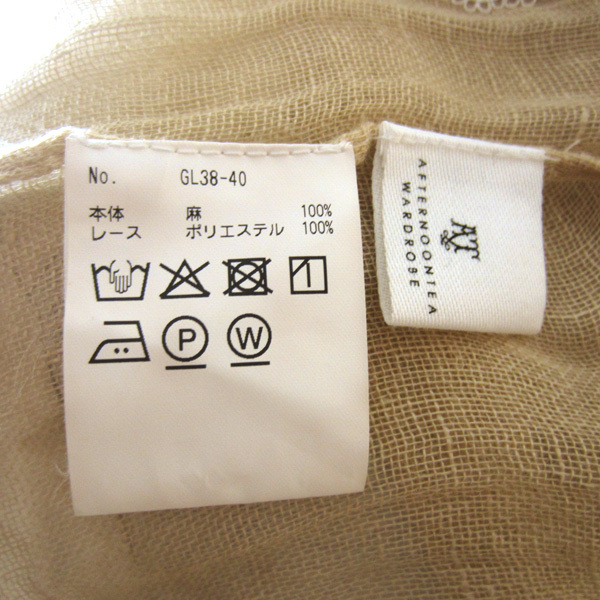 No. GL38-40
本体 麻 100%
レース ポリエステル 100%
P W
AFTERNOONTEA
WARDROBE